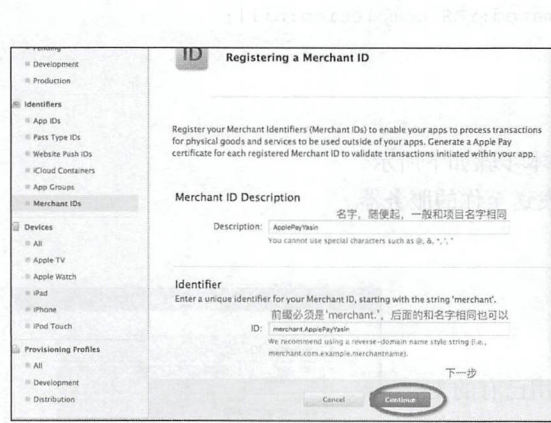 Pending
Development
Production
Identifiers
App IDs
Pass Type IDs
Website Push IDs
iCloud Containers
App Groups
Merchant IDs
Devices
All
Apple TV
Apple Watch
iPad
iPhone
iPod Touch
Provisioning Profiles
All
Development
Distribution
ID
Registering a Merchant ID
Register your Merchant Identifiers (Merchant IDs) to enable your apps to process transactions
for physical goods and services to be used outside of your apps. Generate a Apple Pay
certificate for each registered Merchant ID to validate transactions initiated within your app.
Merchant ID Description
名字，随便起，一般和项目名字相同
Description: ApplePayYasin
You cannot use special characters such as @, &, *, ', "
Identifier
Enter a unique identifier for your Merchant ID, starting with the string 'merchant'.
前缀必须是'merchant.'，后面的和名字相同也可以
ID: merchant.ApplePayYasin
We recommend using a reverse-domain name style string (i.e.,
merchant.com.example.merchantname).
下一步
Cancel
Continue